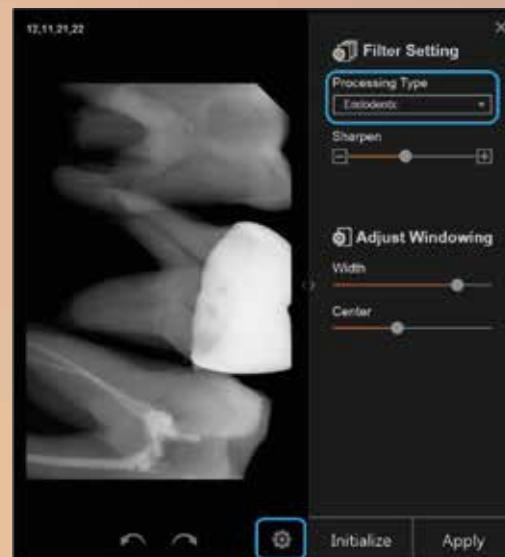 12,11,21,22
Filter Setting
Processing Type
Endodontic
Sharpen
Adjust Windowing
Width
Center
Initialize
Apply